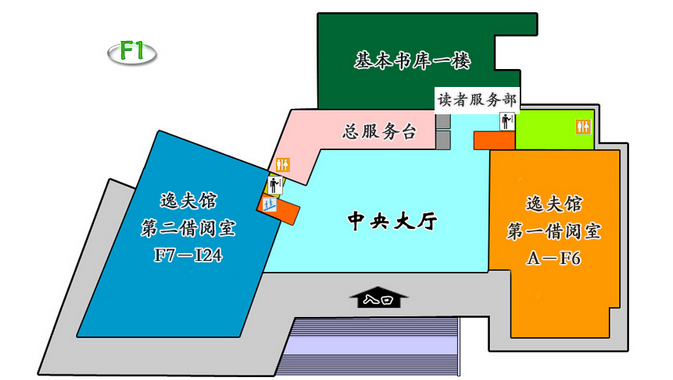 F1
基本书库一楼
读者服务部
总服务台
逸夫馆
第二借阅室
F7－I24
中央大厅
逸夫馆
第一借阅室
A－F6
入口